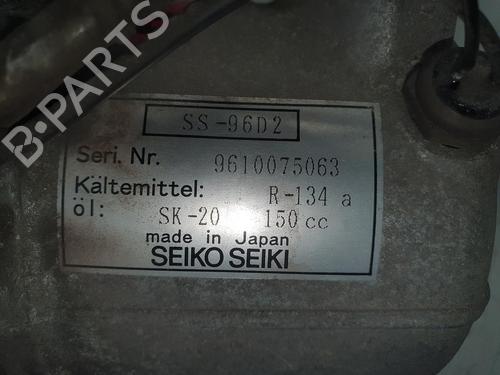 B-PARTS
SS-96D2
Seri. Nr. 9610075063
Kältemittel: R-134 a
öl: SK-20 150 cc
made in Japan
SEIKO SEIKI